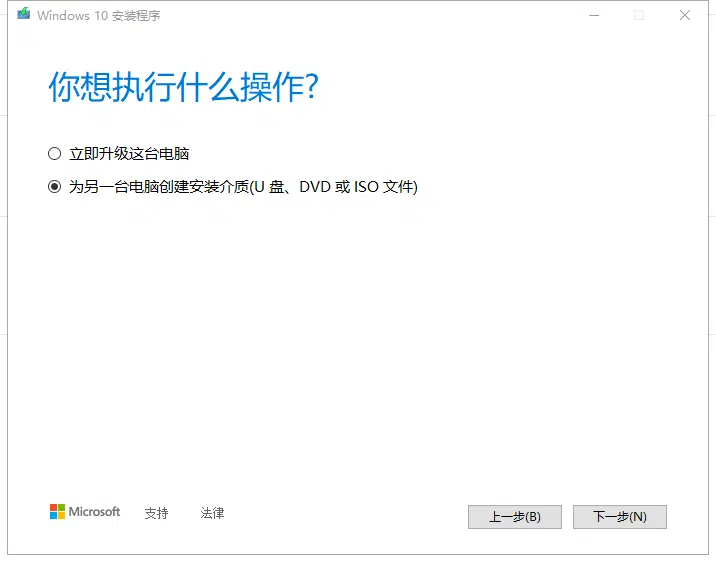 Windows 10 安装程序
你想执行什么操作?
立即升级这台电脑
为另一台电脑创建安装介质(U 盘、DVD 或 ISO 文件)
Microsoft 支持 法律 上一步(B) 下一步(N)